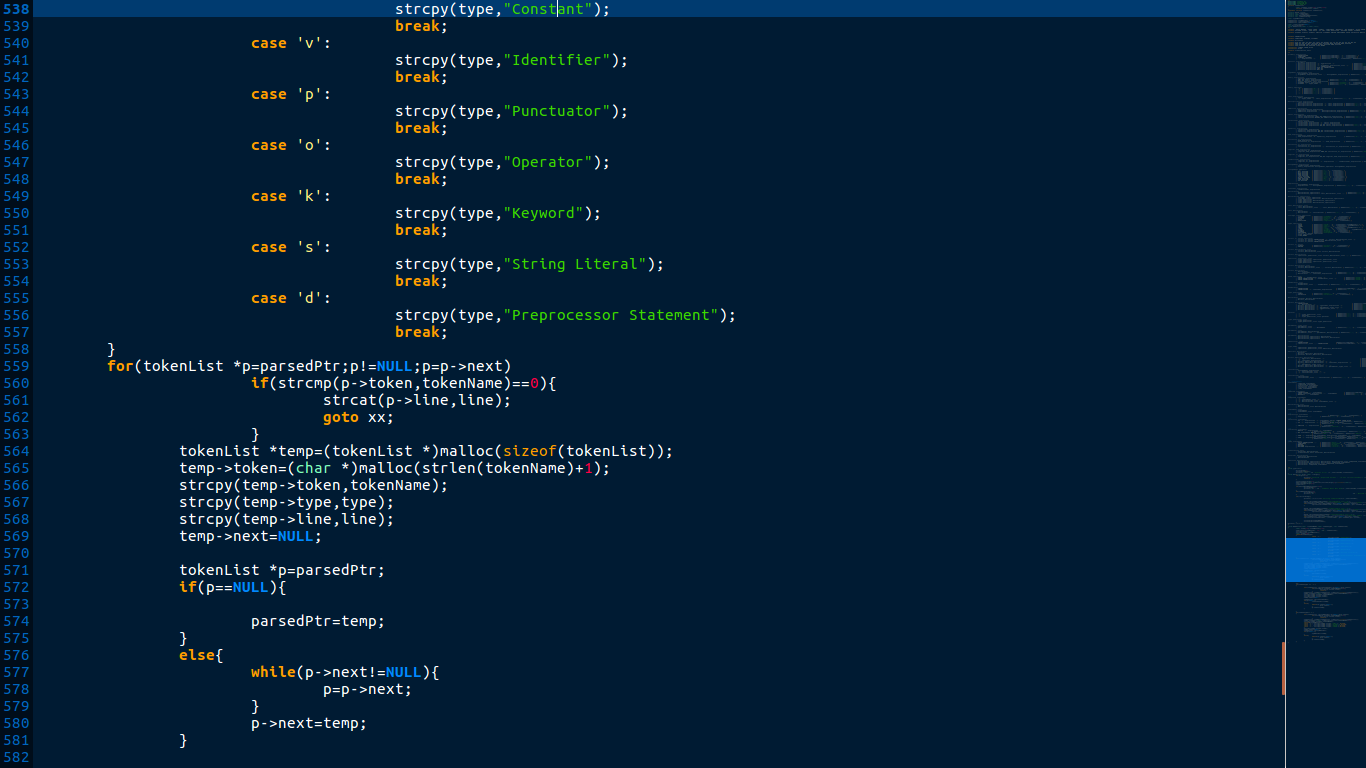 538 strcpy(type,"Constant");
539 break;
540 case 'v':
541 strcpy(type,"Identifier");
542 break;
543 case 'p':
544 strcpy(type,"Punctuator");
545 break;
546 case 'o':
547 strcpy(type,"Operator");
548 break;
549 case 'k':
550 strcpy(type,"Keyword");
551 break;
552 case 's':
553 strcpy(type,"String Literal");
554 break;
555 case 'd':
556 strcpy(type,"Preprocessor Statement");
557 break;
558 }
559 for(tokenList *p=parsedPtr;p!=NULL;p=p->next)
560 if(strcmp(p->token,tokenName)==0){
561 strcat(p->line,line);
562 goto xx;
563 }
564 tokenList *temp=(tokenList *)malloc(sizeof(tokenList));
565 temp->token=(char *)malloc(strlen(tokenName)+1);
566 strcpy(temp->token,tokenName);
567 strcpy(temp->type,type);
568 strcpy(temp->line,line);
569 temp->next=NULL;
570
571 tokenList *p=parsedPtr;
572 if(p==NULL){
573
574 parsedPtr=temp;
575 }
576 else{
577 while(p->next!=NULL){
578 p=p->next;
579 }
580 p->next=temp;
581 }
582